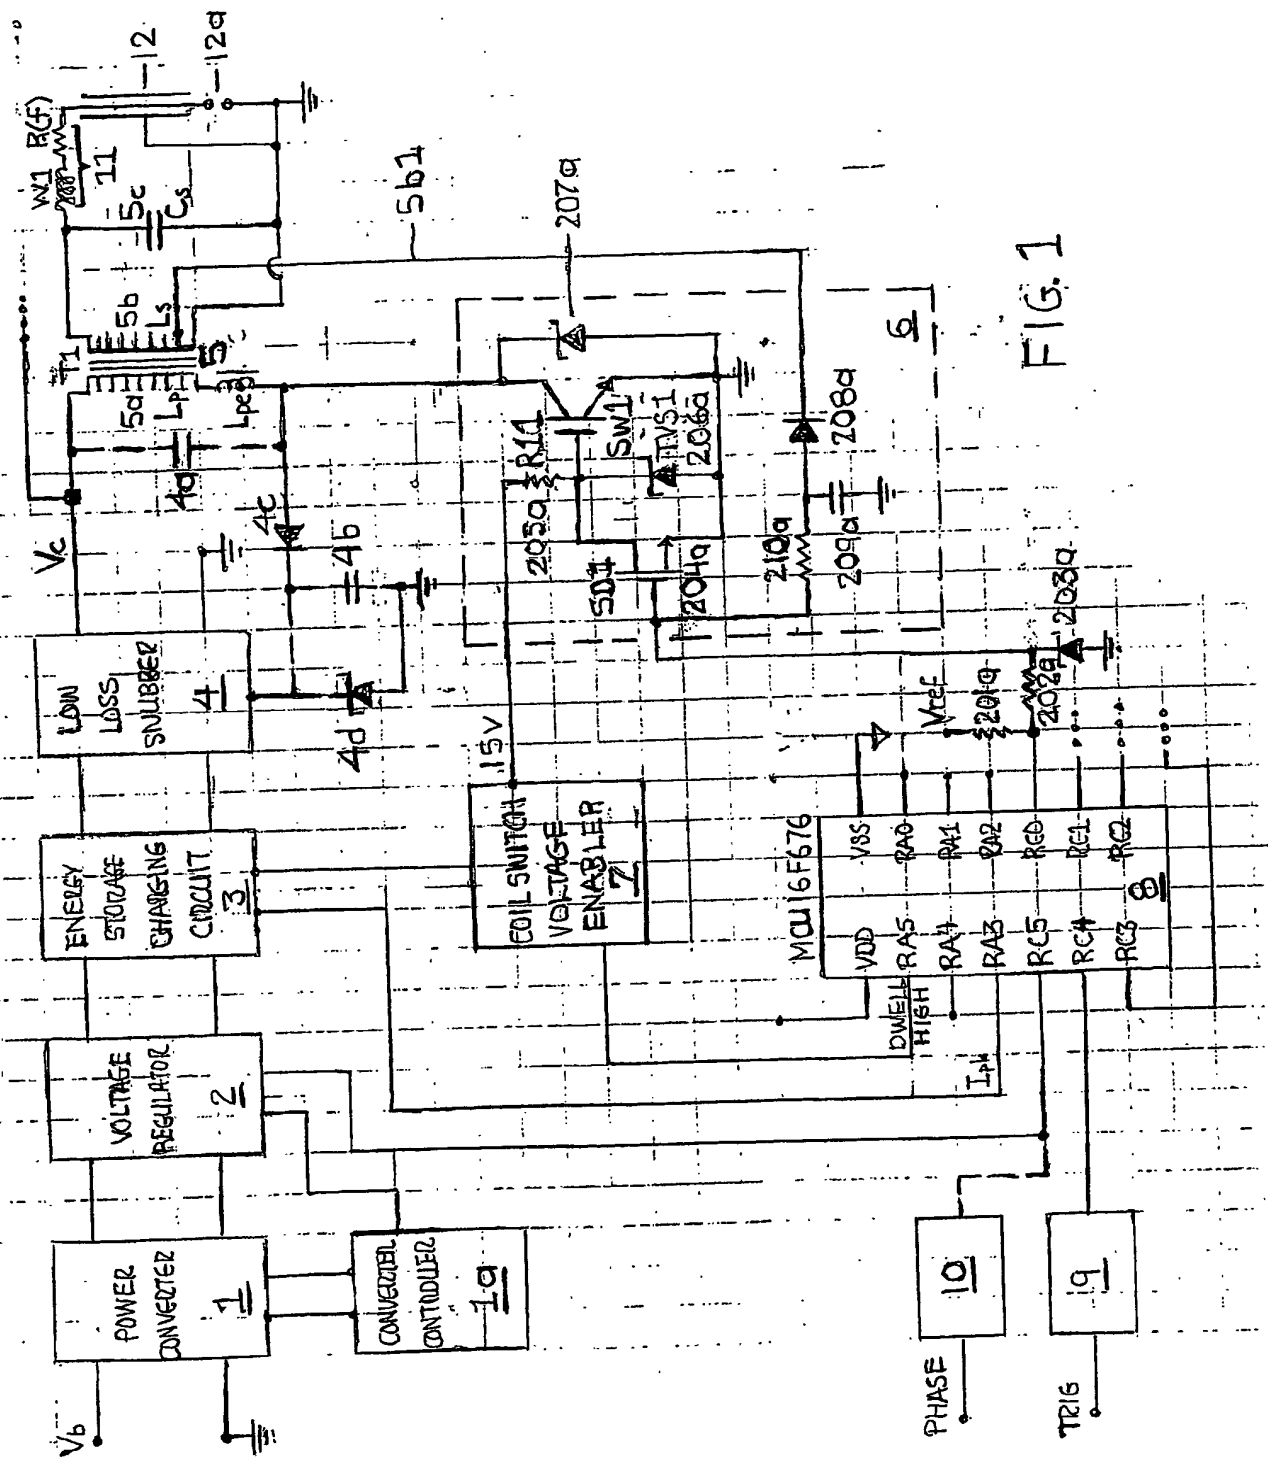 Vb
POWER
CONVERTER
1
CONVERTER
CONTROLLER
1a
VOLTAGE
REGULATOR
2
ENERGY
STORAGE
CHARGING
CIRCUIT
3
LOW
LOSS
SNUBBER
4
4d
4b
4c
Vc
4a
T1
5a
Lp
Lpe
5
5b
Ls
5c
Cs
W1
R(f)
11
12
12a
5b1
COIL SWITCH
VOLTAGE
ENABLER
7
15V
205a
R11
SW1
TVS1
206a
207a
SD1
204a
210a
209a
208a
6
203a
Vref
201a
202a
MCU16F676
VDD
VSS
RA5
RA0
RA4
RA1
RA3
RA2
RC5
RC0
RC4
RC1
RC3
RC2
8
DWELL
HIGH
Ipk
PHASE
10
TRIG
9
FIG. 1